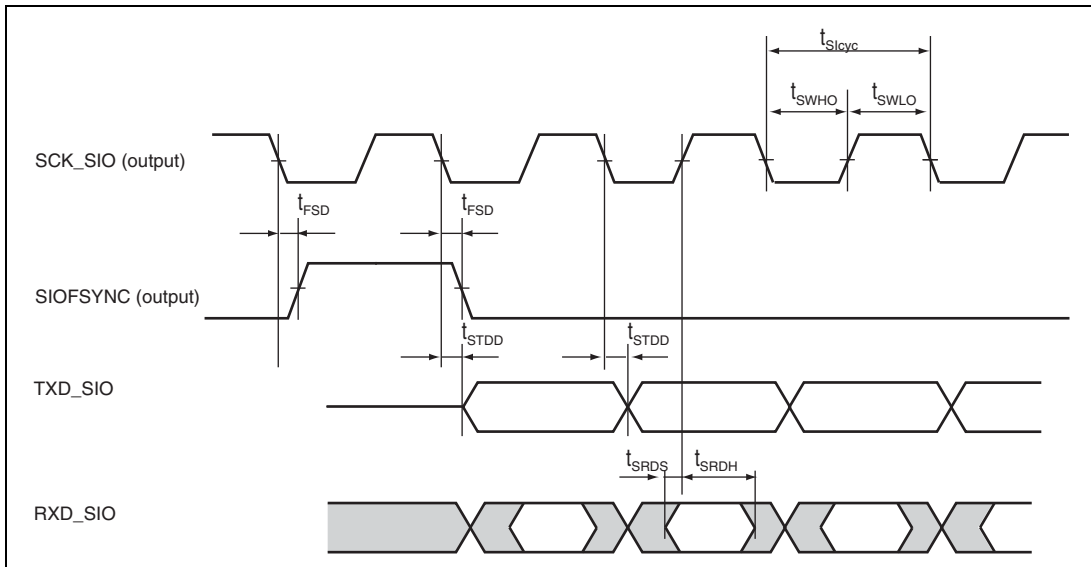 tSIcyc
tSWHO tSWLO
SCK_SIO (output)
tFSD tFSD
SIOFSYNC (output)
tSTDD tSTDD
TXD_SIO
tSRDS tSRDH
RXD_SIO